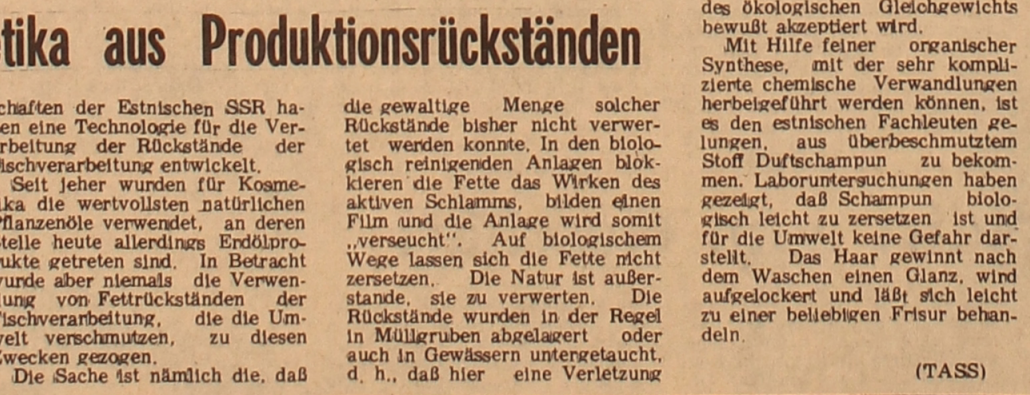 tika aus Produktionsrückständen
chaften der Estnischen SSR ha-
en eine Technologie für die Ver-
rbeitung der Rückstände der
ischverarbeitung entwickelt.
Seit jeher wurden für Kosme-
ika die wertvollsten natürlichen
flanzenöle verwendet, an deren
telle heute allerdings Endölpro-
ukte getreten sind. In Betracht
wurde aber niemals die Verwen-
ung von Fettrückständen der
ischverarbeitung, die die Um-
elt verschmutzen, zu diesen
wecken gezogen.
Die Sache ist nämlich die, daß
die gewaltige Menge solcher
Rückstände bisher nicht verwer-
tet werden konnte. In den biolo-
gisch reinigenden Anlagen blok-
kieren die Fette das Wirken des
aktiven Schlamms, bilden einen
Film und die Anlage wird somit
„verseucht“. Auf biologischem
Wege lassen sich die Fette nicht
zersetzen. Die Natur ist außer-
stande, sie zu verwerten. Die
Rückstände wurden in der Regel
in Müllgruben abgelagert oder
auch in Gewässern untergetaucht,
d. h., daß hier eine Verletzung
des ökologischen Gleichgewichts
bewußt akzeptiert wird.
Mit Hilfe feiner organischer
Synthese, mit der sehr kompli-
zierte chemische Verwandlungen
herbeigeführt werden können, ist
es den estnischen Fachleuten ge-
lungen, aus überbeschmutztem
Stoff Duftschampun zu bekom-
men. Laboruntersuchungen haben
gezeigt, daß Schampun biolo-
gisch leicht zu zersetzen ist und
für die Umwelt keine Gefahr dar-
stellt. Das Haar gewinnt nach
dem Waschen einen Glanz, wird
aufgelockert und läßt sich leicht
zu einer beliebigen Frisur behan-
deln.
(TASS)